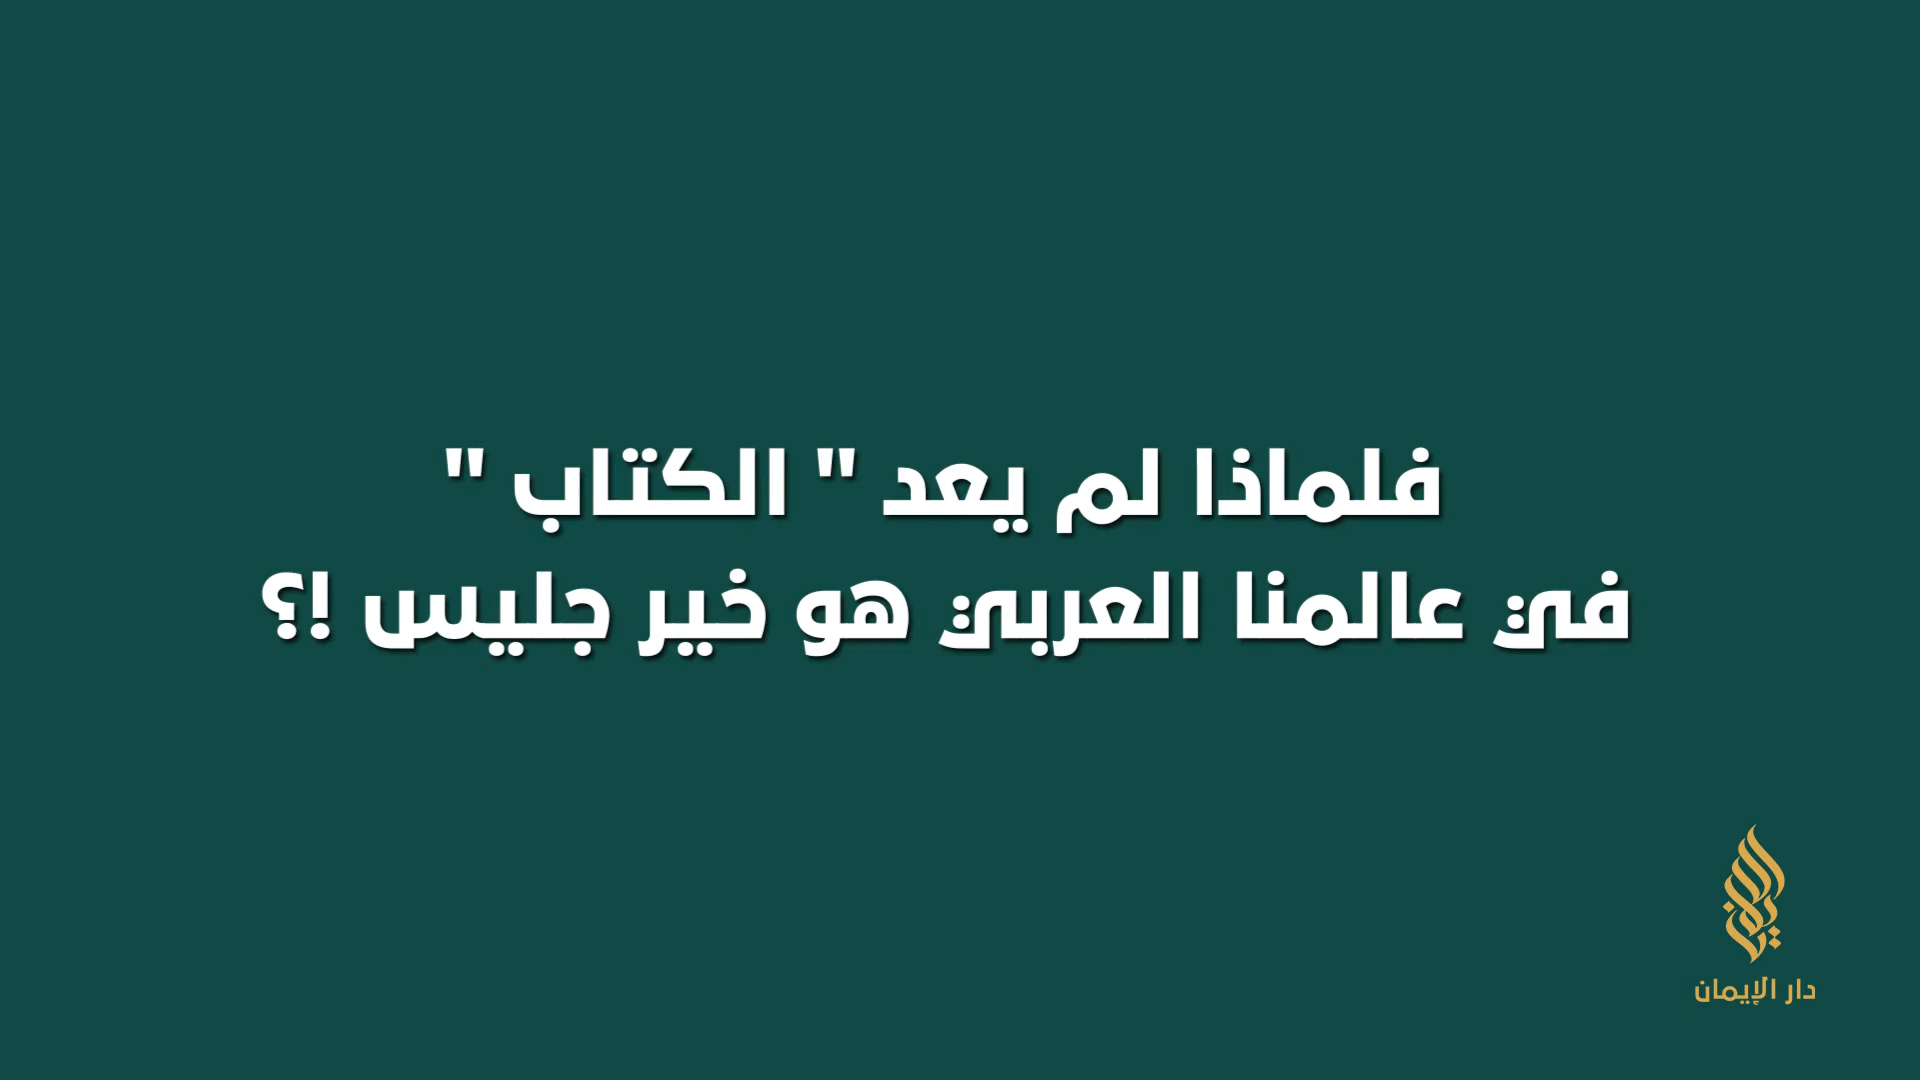 فلماذا لم يعد " الكتاب "
في عالمنا العربي هو خير جليس !؟
دار الإيمان